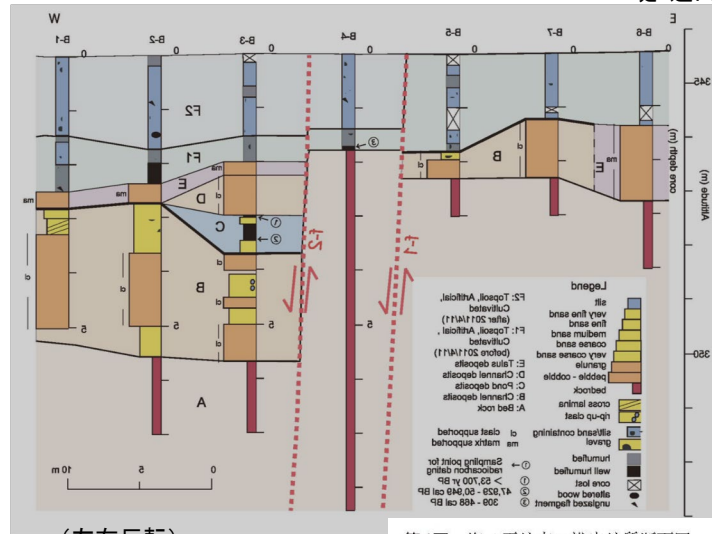 W
E
B-1
B-2
B-3
B-4
B-5
B-7
B-6
0
0
0
0
0
0
0
345
F2
F1
E
D
C
B
A
B
E
ma
ma
cl
cl
cl
cl
cl
ma
③
①
②
f-2
f-1
5
5
5
core depth (m)
Altitude (m)
350
10 m
5
0
Legend
silt
very fine sand
fine sand
medium sand
coarse sand
very coarse sand
granule
pebble - cobble
bedrock
cross lamina
rip-up clast
silt/sand containing
gravel
humified
well humified
core lost
altered wood
unglazed fragment
F2: Topsoil, Artificial,
Cultivated
(after 2011/4/11)
F1: Topsoil, Artificial,
Cultivated
(before 2011/4/11)
E: Talus deposits
D: Channel deposits
C: Pond deposits
B: Channel deposits
A: Bed rock
cl clast supported
ma matrix supported
①→ Sampling point for
radiocarbon dating
① > 53,700 yr BP
② 47,929 - 50,949 cal BP
③ 309 - 468 cal BP
(左右反転)